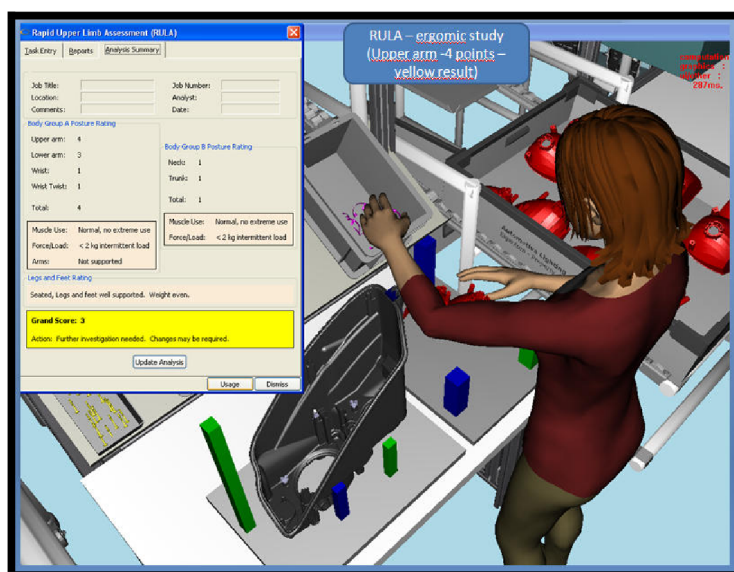 Rapid Upper Limb Assessment (RULA)
Task Entry Reports Analysis Summary
Job Title: Job Number:
Location: Analyst:
Comments: Date:
Body Group A Posture Rating
Upper arm: 4
Lower arm: 3
Wrist: 1
Wrist Twist: 1
Total: 4
Muscle Use: Normal, no extreme use
Force/Load: < 2 kg intermittent load
Arms: Not supported
Body Group B Posture Rating
Neck: 1
Trunk: 1
Total: 1
Muscle Use: Normal, no extreme use
Force/Load: < 2 kg intermittent load
Legs and Feet Rating
Seated, Legs and feet well supported. Weight even.
Grand Score: 3
Action: Further investigation needed. Changes may be required.
Update Analysis
Usage Dismiss
RULA – ergomic study
(Upper arm -4 points –
yellow result)
graphics :
287ms.
Automotive Lighting